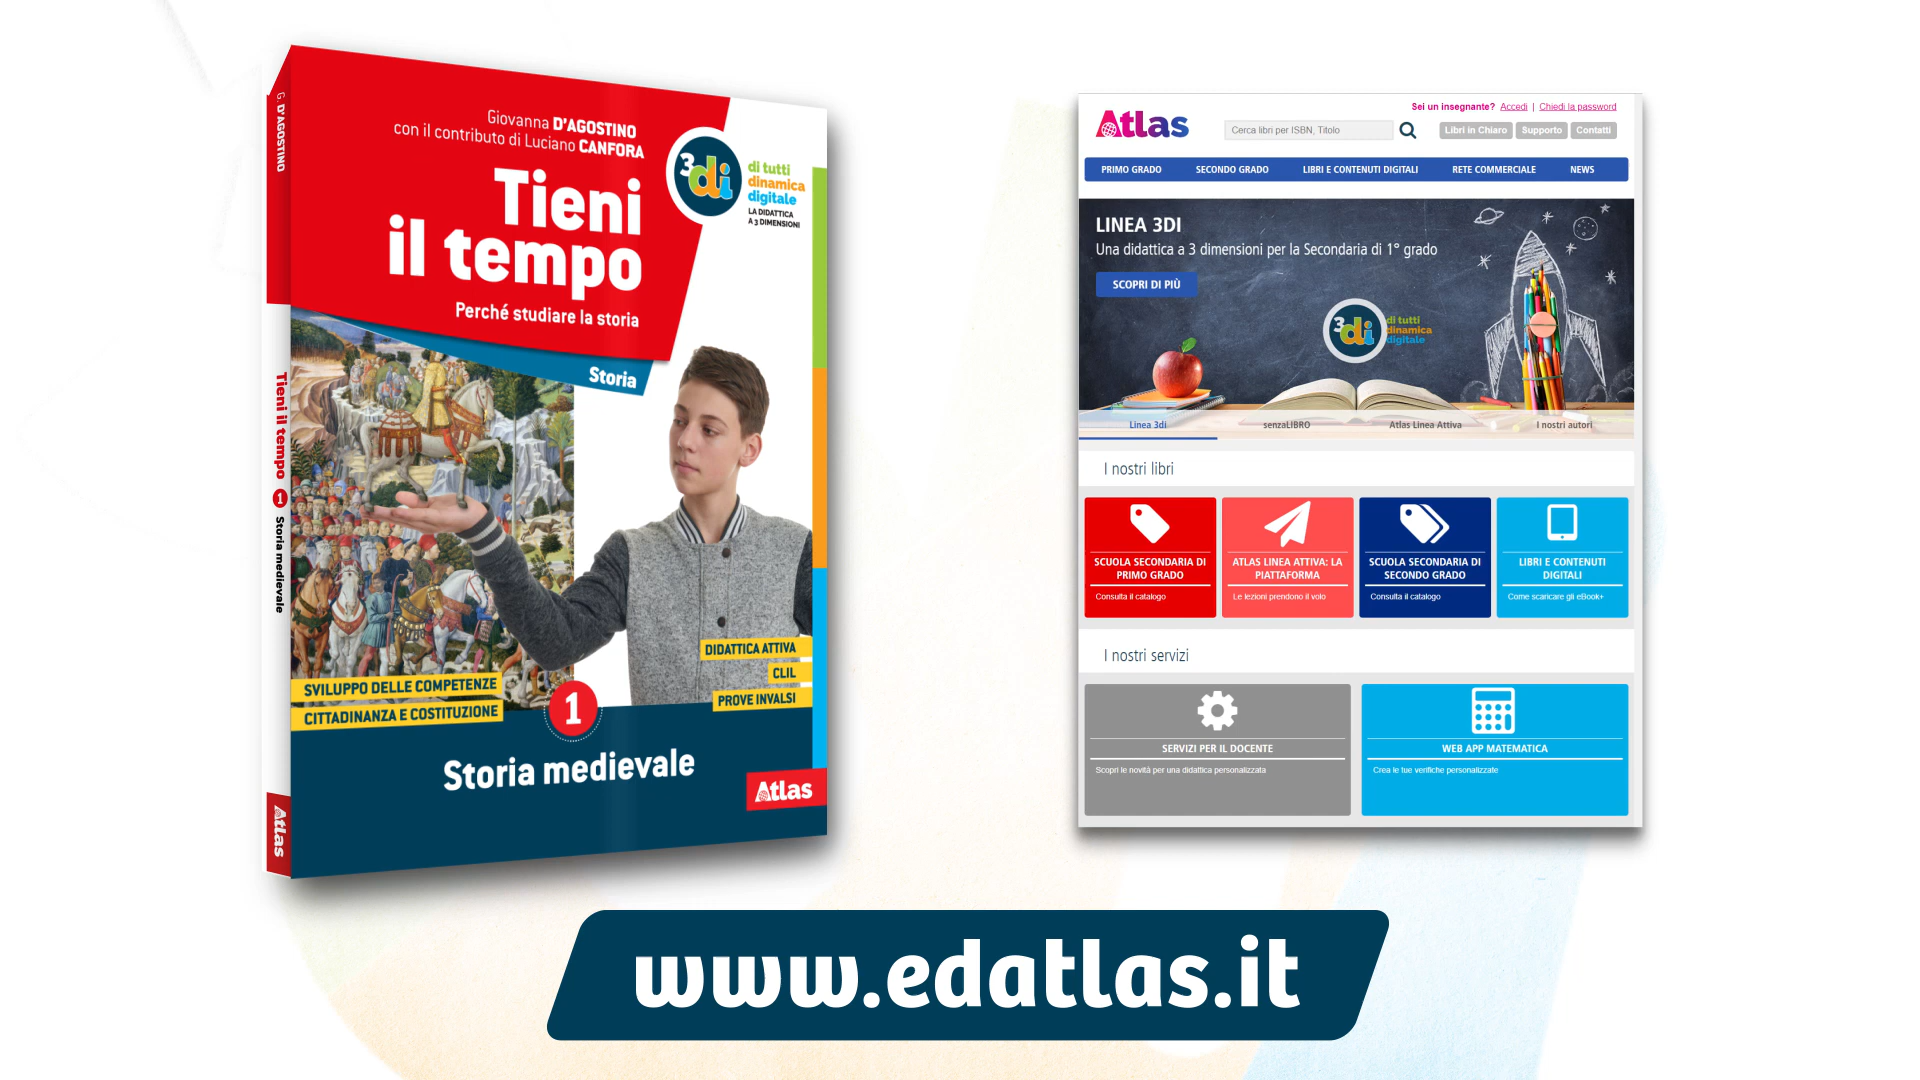 G. D'AGOSTINO
Tieni il tempo 1 Storia medievale
Atlas
Giovanna D'AGOSTINO
con il contributo di Luciano CANFORA
Tieni
il tempo
Perché studiare la storia
Storia
3di
di tutti
dinamica
digitale
LA DIDATTICA
A 3 DIMENSIONI
DIDATTICA ATTIVA
CLIL
PROVE INVALSI
SVILUPPO DELLE COMPETENZE
CITTADINANZA E COSTITUZIONE
1
Storia medievale
Atlas
Sei un insegnante? Accedi | Chiedi la password
Atlas
Cerca libri per ISBN, Titolo
Libri in Chiaro Supporto Contatti
PRIMO GRADO SECONDO GRADO LIBRI E CONTENUTI DIGITALI RETE COMMERCIALE NEWS
LINEA 3DI
Una didattica a 3 dimensioni per la Secondaria di 1° grado
SCOPRI DI PIÙ
3di
di tutti
dinamica
digitale
Linea 3di senzaLIBRO Atlas Linea Attiva I nostri autori
I nostri libri
SCUOLA SECONDARIA DI
PRIMO GRADO
Consulta il catalogo
ATLAS LINEA ATTIVA: LA
PIATTAFORMA
Le lezioni prendono il volo
SCUOLA SECONDARIA DI
SECONDO GRADO
Consulta il catalogo
LIBRI E CONTENUTI
DIGITALI
Come scaricare gli eBook+
I nostri servizi
SERVIZI PER IL DOCENTE
Scopri le novità per una didattica personalizzata
WEB APP MATEMATICA
Crea le tue verifiche personalizzate
www.edatlas.it